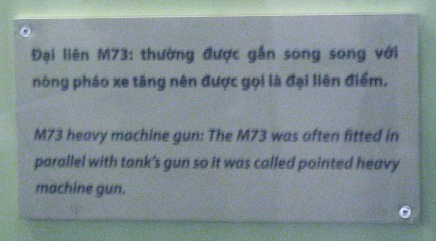 Đại liên M73: thường được gắn song song với
nòng pháo xe tăng nên được gọi là đại liên điểm.
M73 heavy machine gun: The M73 was often fitted in
parallel with tank's gun so it was called pointed heavy
machine gun.